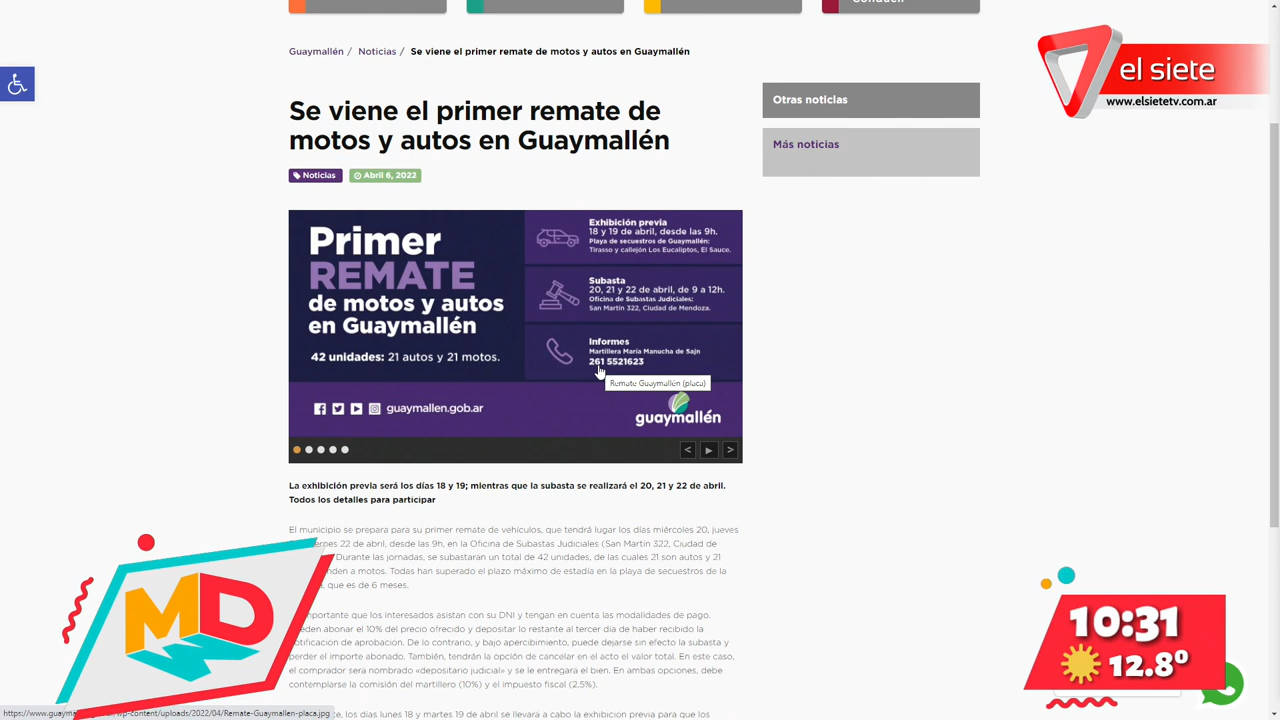 Conducir
Guaymallén / Noticias / Se viene el primer remate de motos y autos en Guaymallén
el siete
www.elsietetv.com.ar
Se viene el primer remate de
motos y autos en Guaymallén
Noticias
Abril 6, 2022
Otras noticias
Más noticias
Primer
REMATE
de motos y autos
en Guaymallén
42 unidades: 21 autos y 21 motos.
Exhibición previa
18 y 19 de abril, desde las 9h.
Playa de secuestros de Guaymallén:
Tirasso y callejón Los Eucaliptos, El Sauce.
Subasta
20, 21 y 22 de abril, de 9 a 12h.
Oficina de Subastas Judiciales:
San Martín 322, Ciudad de Mendoza.
Informes
Martillera María Manucha de Sajn
261 5521623
Remate Guaymallén (placa)
guaymallen.gob.ar
guaymallén
< >
La exhibición previa será los días 18 y 19; mientras que la subasta se realizará el 20, 21 y 22 de abril.
Todos los detalles para participar
El municipio se prepara para su primer remate de vehículos, que tendrá lugar los días miércoles 20, jueves
22 de abril, desde las 9h, en la Oficina de Subastas Judiciales (San Martín 322, Ciudad de
Durante las jornadas, se subastaran un total de 42 unidades, de las cuales 21 son autos y 21
a motos. Todas han superado el plazo máximo de estadía en la playa de secuestros de la
que es de 6 meses.
importante que los interesados asistan con su DNI y tengan en cuenta las modalidades de pago.
abonar el 10% del precio ofrecido y depositar lo restante al tercer día de haber recibido la
notificación de aprobación. De lo contrario, y bajo apercibimiento, puede dejarse sin efecto la subasta y
perder el importe abonado. También, tendrán la opción de cancelar en el acto el valor total. En este caso,
el comprador será nombrado «depositario judicial» y se le entregara el bien. En ambas opciones, debe
contemplarse la comisión del martillero (10%) y el impuesto fiscal (2.5%).
los días lunes 18 y martes 19 de abril se llevará a cabo la exhibición previa para que los
MD
10:31
12.8º